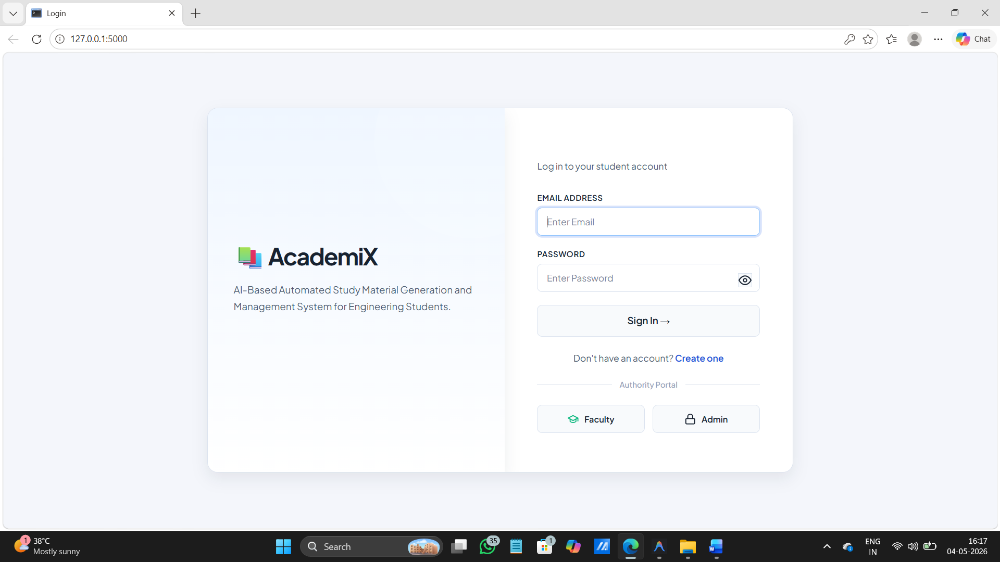 Login
127.0.0.1:5000
Chat
AcademiX
AI-Based Automated Study Material Generation and
Management System for Engineering Students.
Log in to your student account
EMAIL ADDRESS
Enter Email
PASSWORD
Enter Password
Sign In →
Don't have an account? Create one
Authority Portal
Faculty
Admin
1
38°C
Mostly sunny
Search
35
1
W
ENG
IN
16:17
04-05-2026